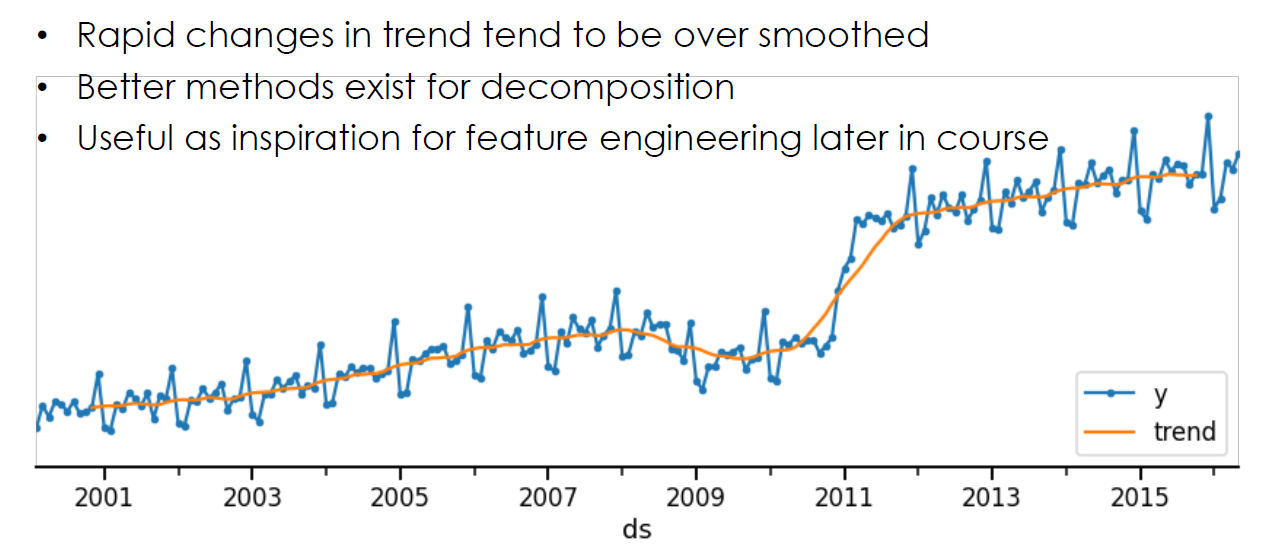 • Rapid changes in trend tend to be over smoothed
• Better methods exist for decomposition
• Useful as inspiration for feature engineering later in course
y
trend
2001 2003 2005 2007 2009 2011 2013 2015
ds